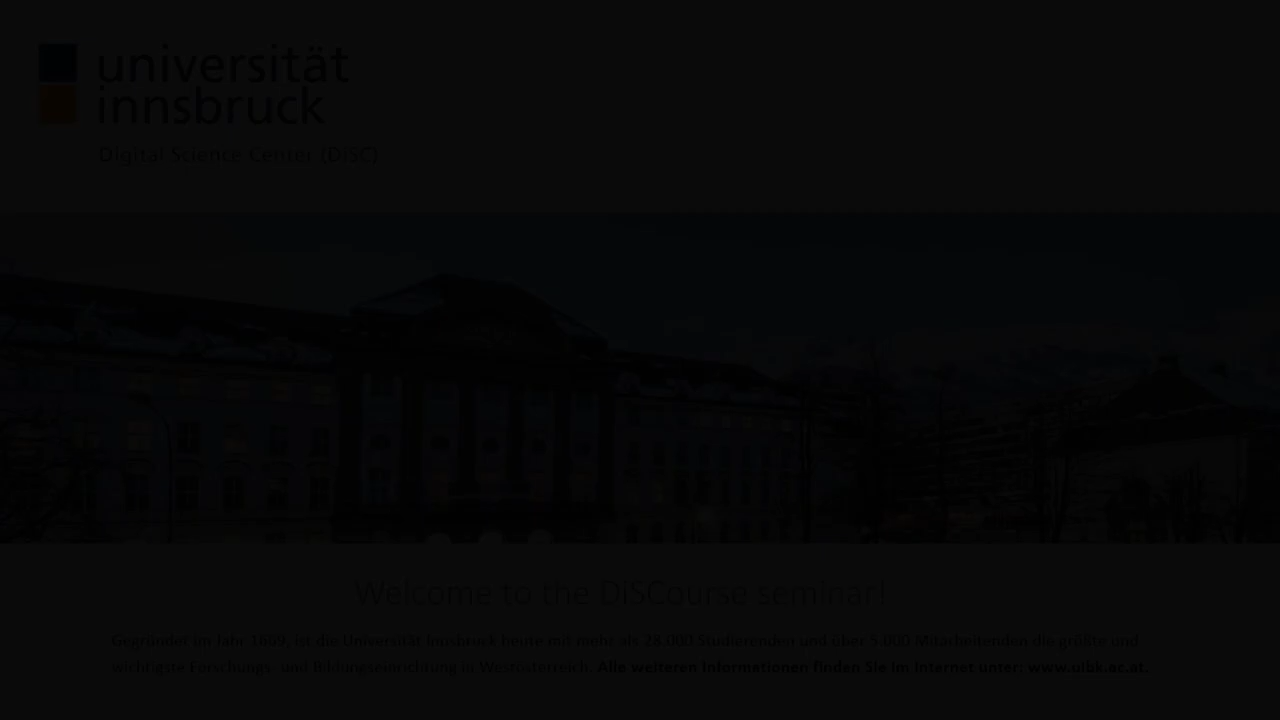 universität
innsbruck
Digital Science Center (DiSC)
Welcome to the DiSCourse seminar!
Gegründet im Jahr 1669, ist die Universität Innsbruck heute mit mehr als 28.000 Studierenden und über 5.000 Mitarbeitenden die größte und
wichtigste Forschungs- und Bildungseinrichtung in Westösterreich. Alle weiteren Informationen finden Sie im Internet unter: www.uibk.ac.at.